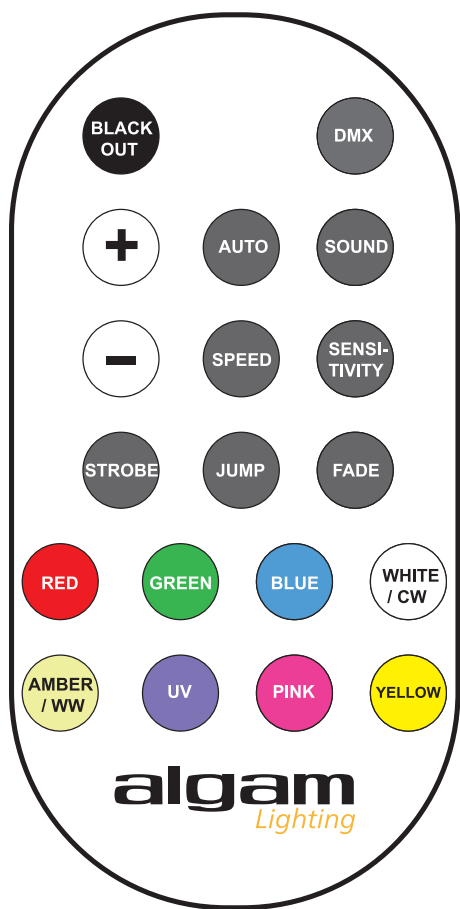 BLACK
OUT
DMX
+
AUTO
SOUND
-
SPEED
SENSI-
TIVITY
STROBE
JUMP
FADE
RED
GREEN
BLUE
WHITE
/ CW
AMBER
/ WW
UV
PINK
YELLOW
algam
Lighting